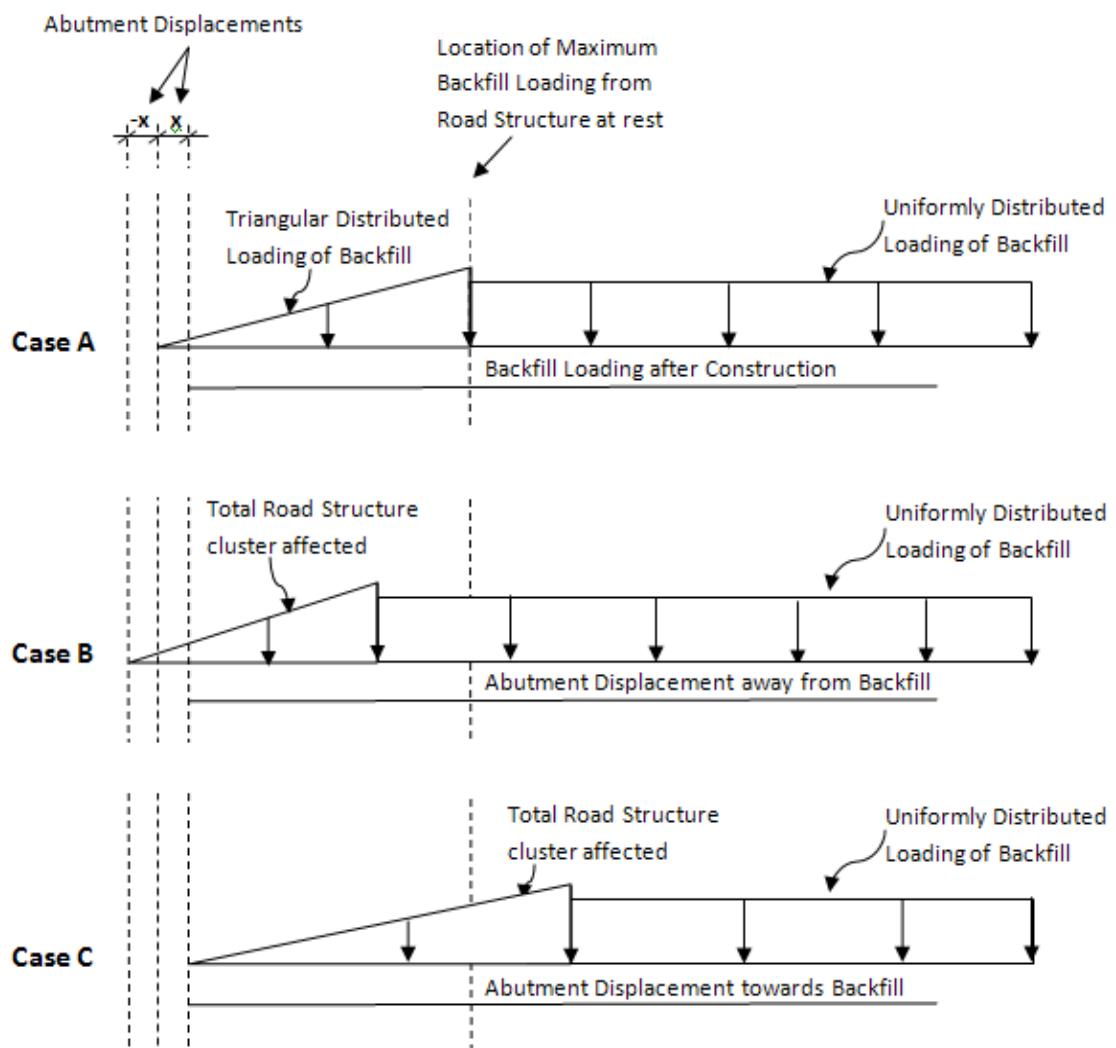 Abutment Displacements
Location of Maximum
Backfill Loading from
Road Structure at rest
-x
x
Triangular Distributed
Loading of Backfill
Uniformly Distributed
Loading of Backfill
Case A
Backfill Loading after Construction
Total Road Structure
cluster affected
Uniformly Distributed
Loading of Backfill
Case B
Abutment Displacement away from Backfill
Total Road Structure
cluster affected
Uniformly Distributed
Loading of Backfill
Case C
Abutment Displacement towards Backfill